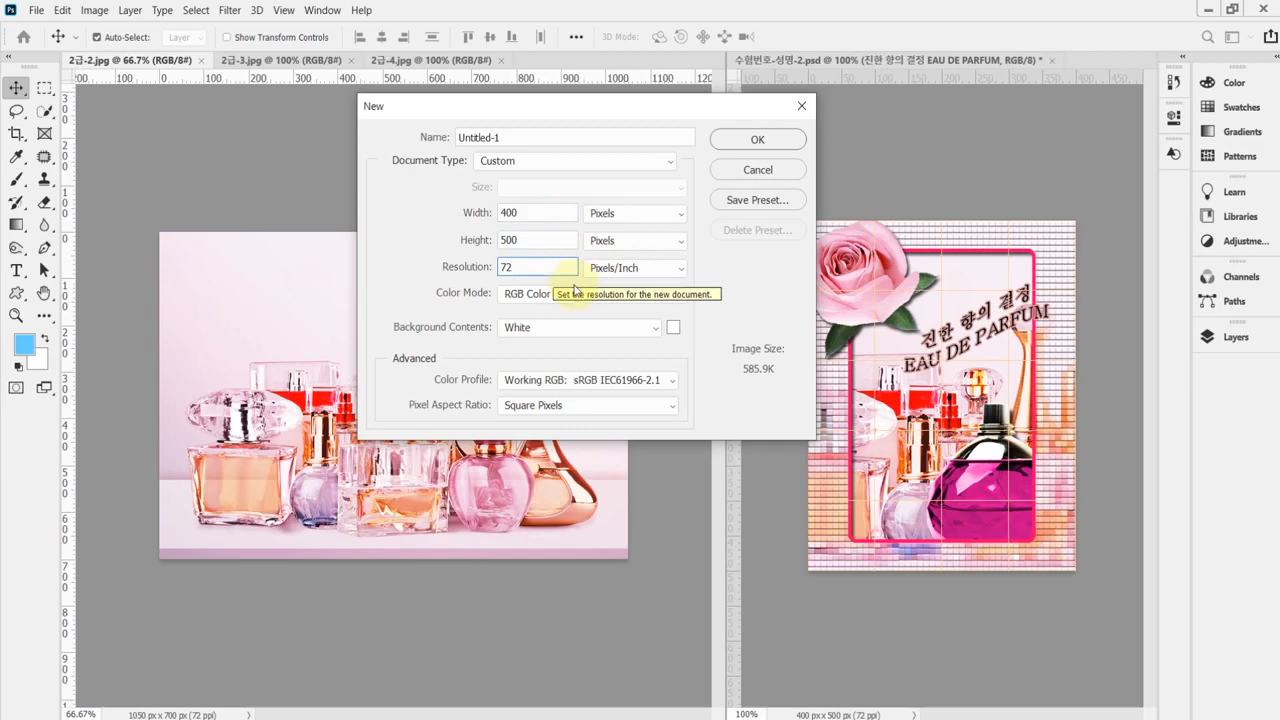 Ps File Edit Image Layer Type Select Filter 3D View Window Help
Auto-Select: Layer Show Transform Controls 3D Mode:
2급-2.jpg @ 66.7% (RGB/8#) 2급-3.jpg @ 100% (RGB/8#) 2급-4.jpg @ 100% (RGB/8#) 수험번호-성명-2.psd @ 100% (진한 향의 결정 EAU DE PARFUM, RGB/8) *
New
Name: Untitled-1
OK
Document Type: Custom
Cancel
Size:
Save Preset...
Width: 400 Pixels
Delete Preset...
Height: 500 Pixels
Resolution: 72 Pixels/Inch
Color Mode: RGB Color
Set the resolution for the new document.
Background Contents: White
Image Size:
585.9K
Advanced
Color Profile: Working RGB: sRGB IEC61966-2.1
Pixel Aspect Ratio: Square Pixels
진한 향의 결정
EAU DE PARFUM
Color
Swatches
Gradients
Patterns
Learn
Libraries
Adjustme...
Channels
Paths
Layers
66.67% 1050 px x 700 px (72 ppi)
100% 400 px x 500 px (72 ppi)